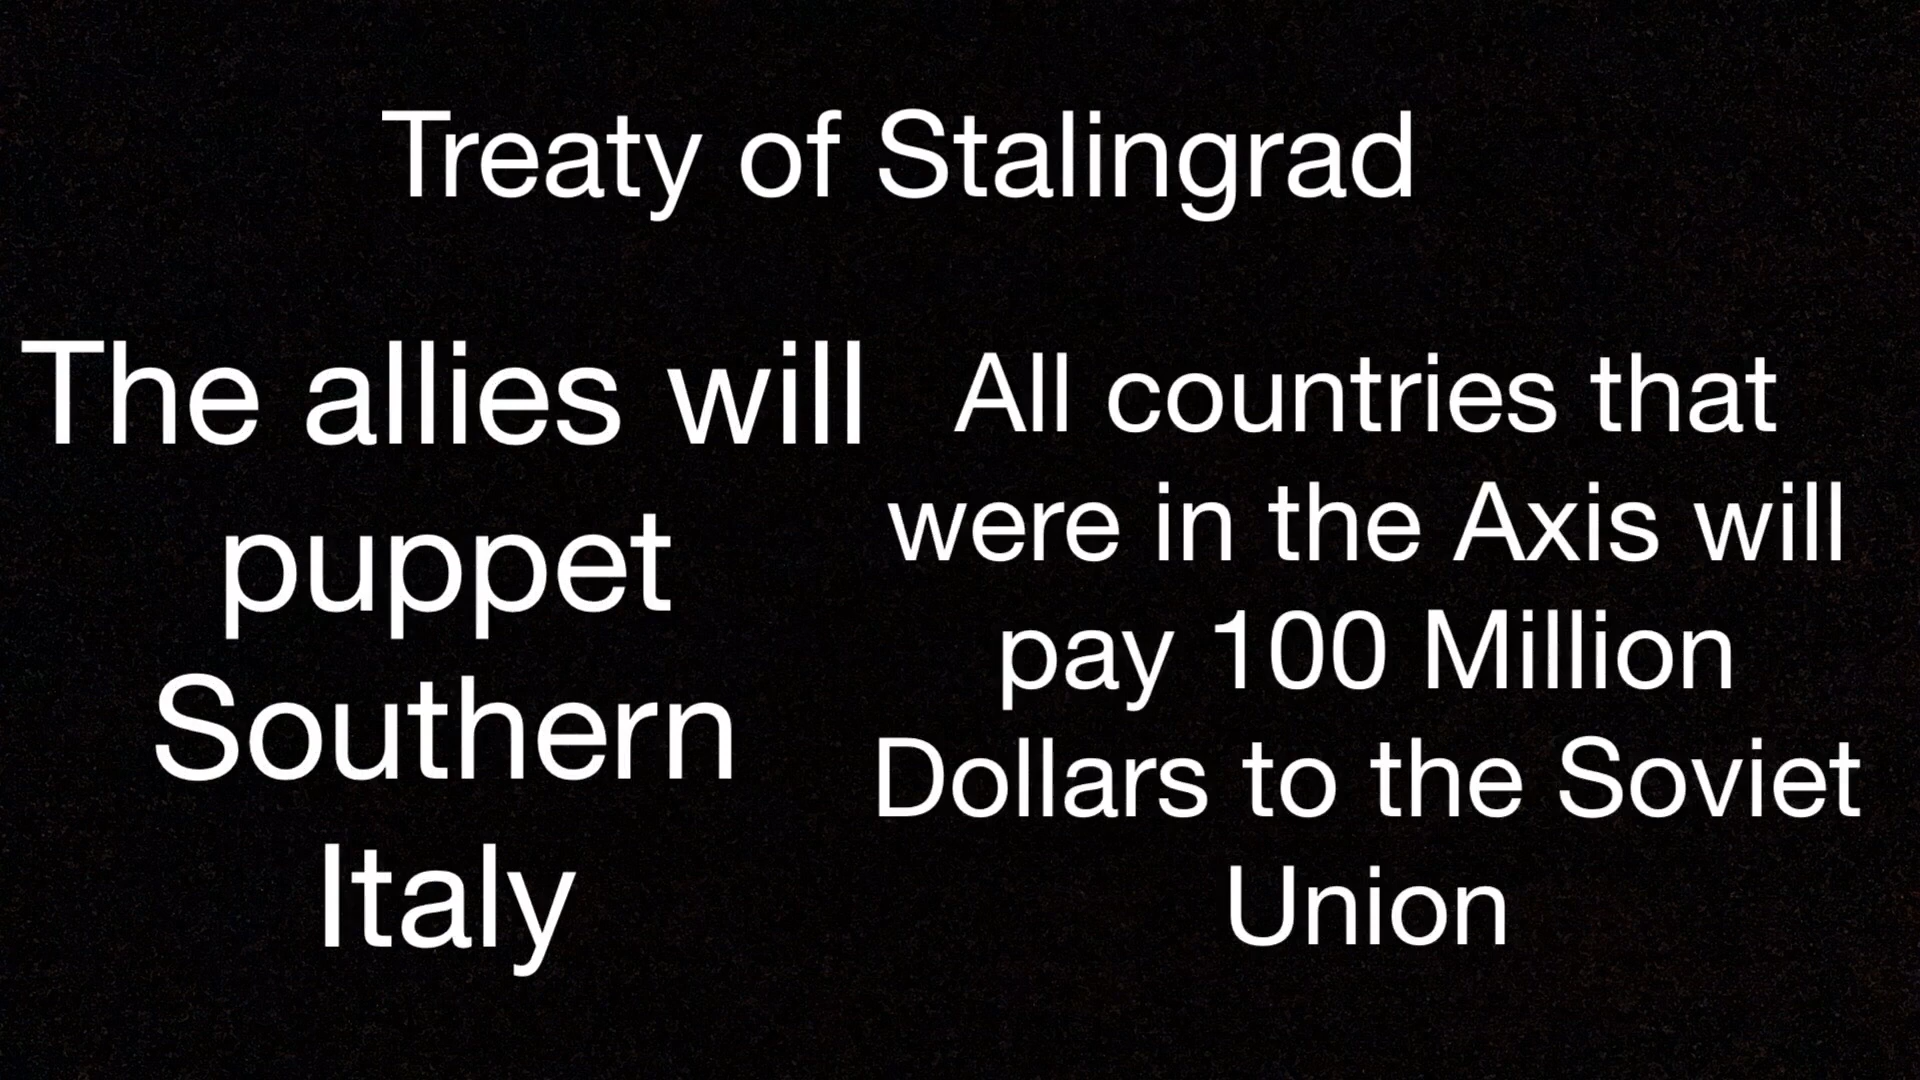 Treaty of Stalingrad
The allies will
puppet
Southern
Italy
All countries that
were in the Axis will
pay 100 Million
Dollars to the Soviet
Union